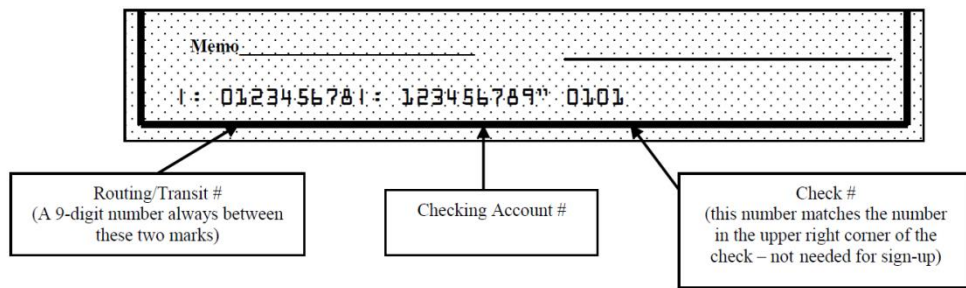 Memo
|: 012345678|: 123456789” 0101
Routing/Transit #
(A 9-digit number always between
these two marks)
Checking Account #
Check #
(this number matches the number
in the upper right corner of the
check – not needed for sign-up)